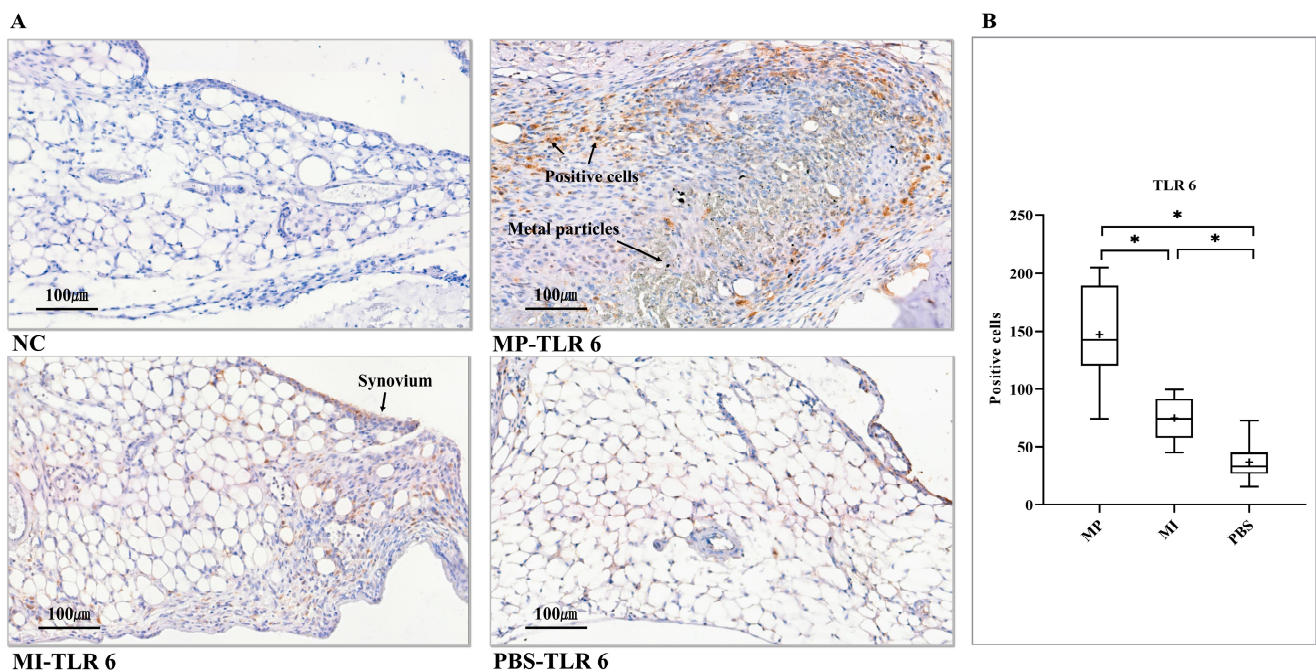 A
100㎛
NC
Positive cells
Metal particles
100㎛
MP-TLR 6
Synovium
100㎛
MI-TLR 6
100㎛
PBS-TLR 6
B
TLR 6
*
* *
250
200
150
100
50
0
Positive cells
MP MI PBS